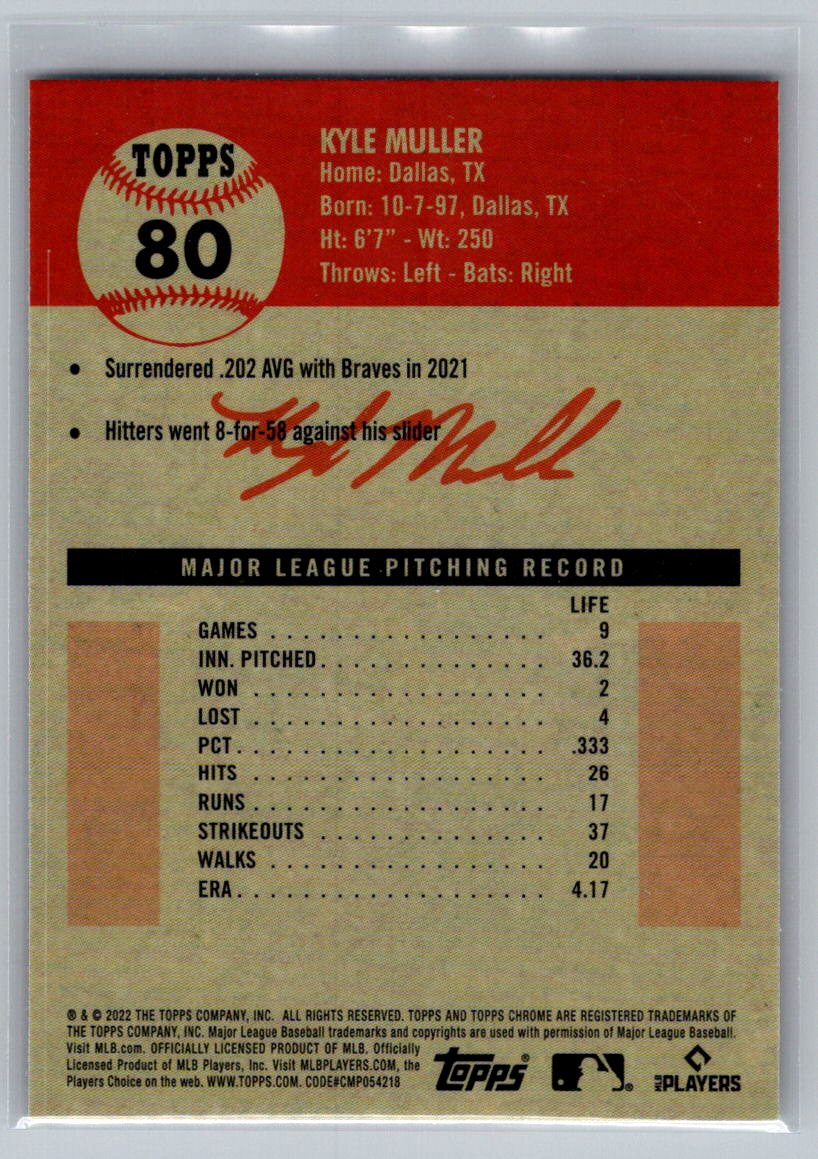 TOPPS
80
KYLE MULLER
Home: Dallas, TX
Born: 10-7-97, Dallas, TX
Ht: 6'7" - Wt: 250
Throws: Left - Bats: Right
• Surrendered .202 AVG with Braves in 2021
• Hitters went 8-for-58 against his slider
Kyle Muller
MAJOR LEAGUE PITCHING RECORD
LIFE
GAMES . . . . . . . . . . . . . . . . . . 9
INN. PITCHED . . . . . . . . . . . . . . 36.2
WON . . . . . . . . . . . . . . . . . . . 2
LOST . . . . . . . . . . . . . . . . . . . 4
PCT . . . . . . . . . . . . . . . . . . . .333
HITS . . . . . . . . . . . . . . . . . . . 26
RUNS . . . . . . . . . . . . . . . . . . . 17
STRIKEOUTS . . . . . . . . . . . . . . 37
WALKS . . . . . . . . . . . . . . . . . . 20
ERA . . . . . . . . . . . . . . . . . . . 4.17
® & © 2022 THE TOPPS COMPANY, INC. ALL RIGHTS RESERVED. TOPPS AND TOPPS CHROME ARE REGISTERED TRADEMARKS OF
THE TOPPS COMPANY, INC. Major League Baseball trademarks and copyrights are used with permission of Major League Baseball.
Visit MLB.com. OFFICIALLY LICENSED PRODUCT OF MLB. Officially
Licensed Product of MLB Players, Inc. Visit MLBPLAYERS.COM, the
Players Choice on the web. WWW.TOPPS.COM. CODE#CMP054218
Topps®
®
MLB PLAYERS